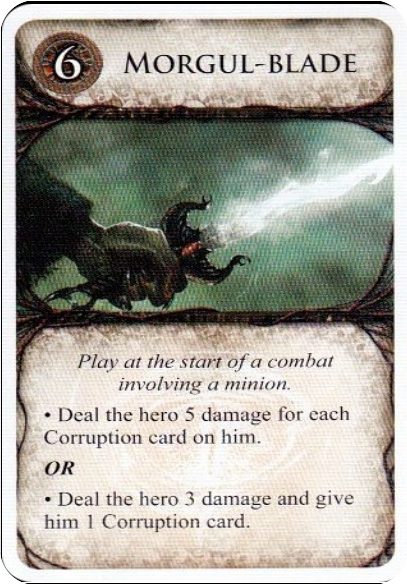 6 MORGUL-BLADE
Play at the start of a combat
involving a minion.
• Deal the hero 5 damage for each
Corruption card on him.
OR
• Deal the hero 3 damage and give
him 1 Corruption card.